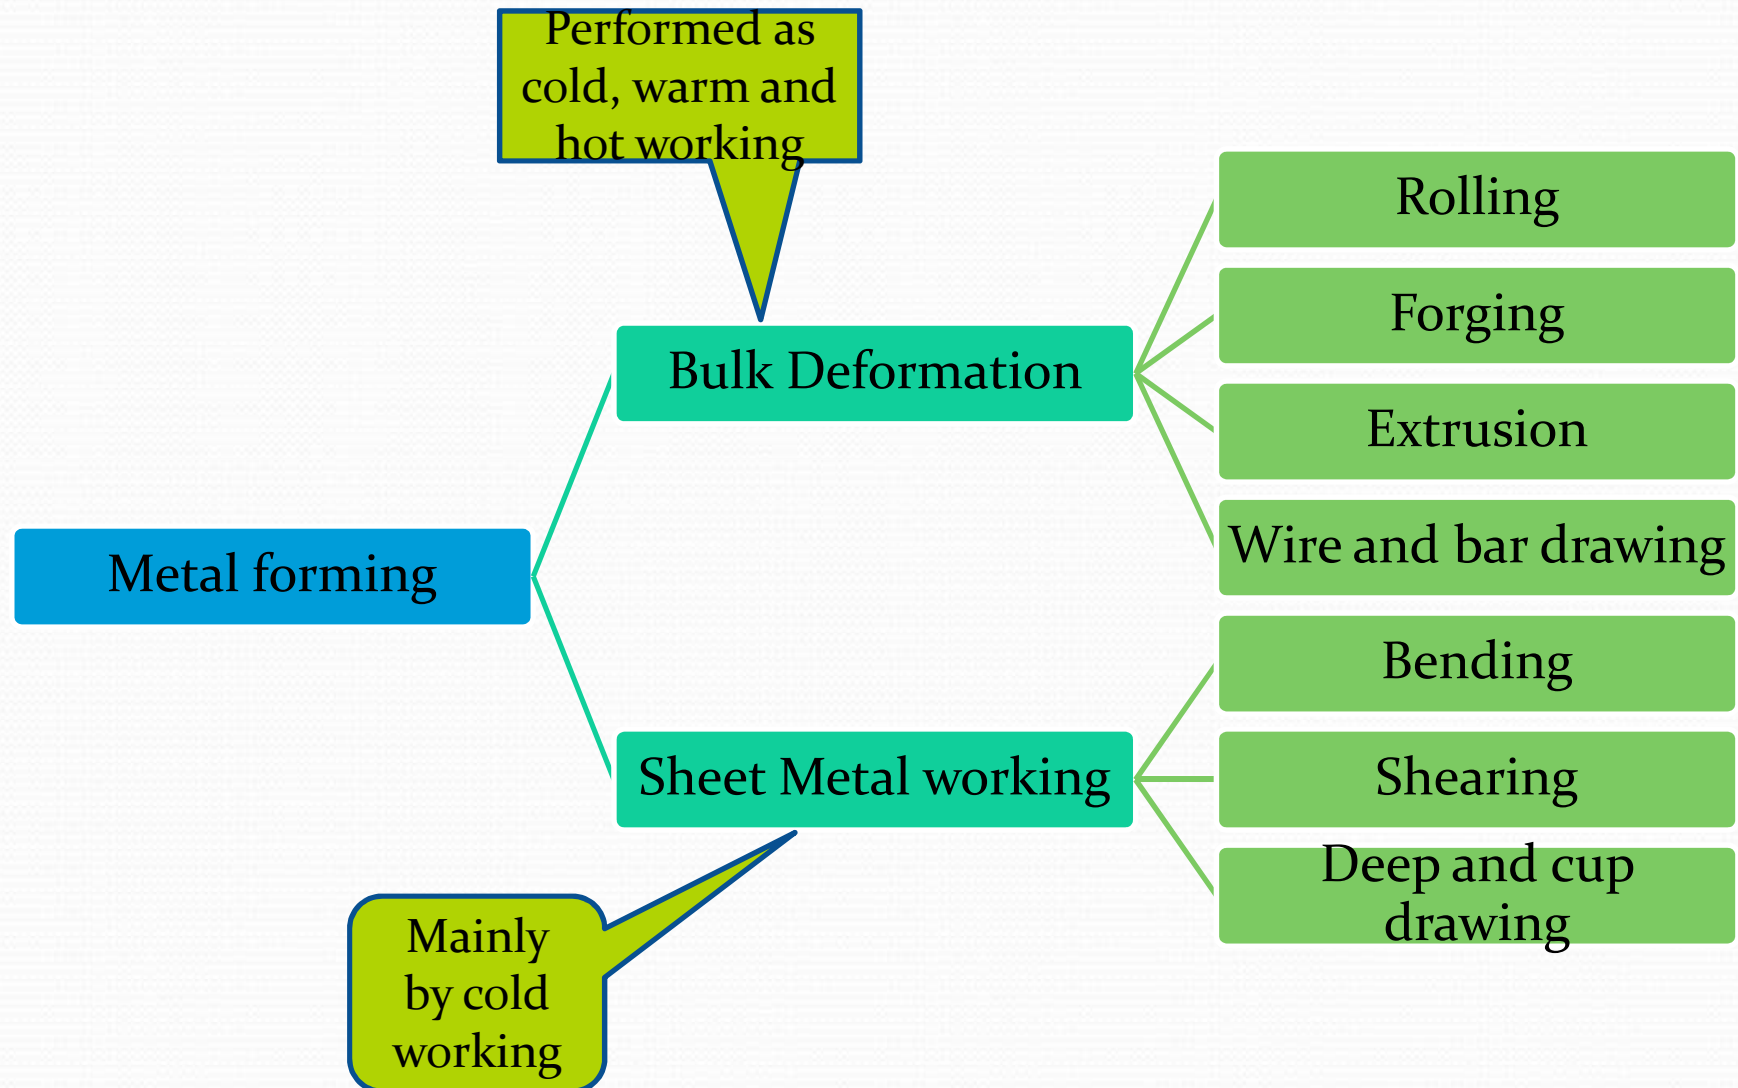 Performed as
cold, warm and
hot working
Rolling
Forging
Bulk Deformation
Extrusion
Wire and bar drawing
Metal forming
Bending
Sheet Metal working
Shearing
Deep and cup
drawing
Mainly
by cold
working